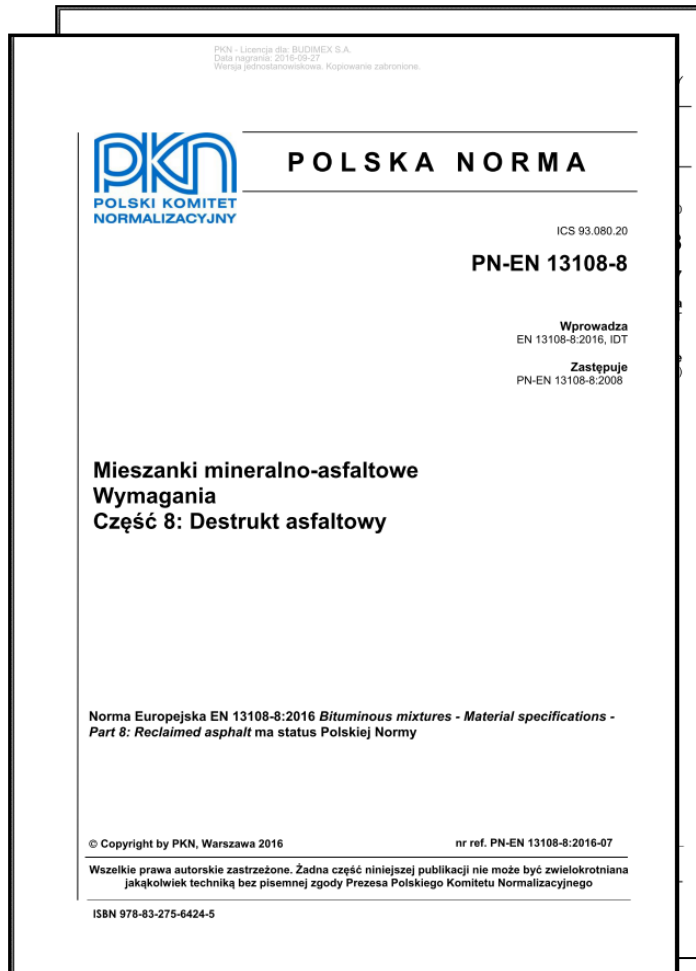 PKN - Licencja dla: BUDIMEX S.A.
Data nagrania: 2016-09-27
Wersja jednostanowiskowa. Kopiowanie zabronione.
PKN
POLSKI KOMITET
NORMALIZACYJNY
POLSKA NORMA
ICS 93.080.20
PN-EN 13108-8
Wprowadza
EN 13108-8:2016, IDT
Zastępuje
PN-EN 13108-8:2008
Mieszanki mineralno-asfaltowe
Wymagania
Część 8: Destrukt asfaltowy
Norma Europejska EN 13108-8:2016 Bituminous mixtures - Material specifications -
Part 8: Reclaimed asphalt ma status Polskiej Normy
© Copyright by PKN, Warszawa 2016
nr ref. PN-EN 13108-8:2016-07
Wszelkie prawa autorskie zastrzeżone. Żadna część niniejszej publikacji nie może być zwielokrotniana
jakąkolwiek techniką bez pisemnej zgody Prezesa Polskiego Komitetu Normalizacyjnego
ISBN 978-83-275-6424-5